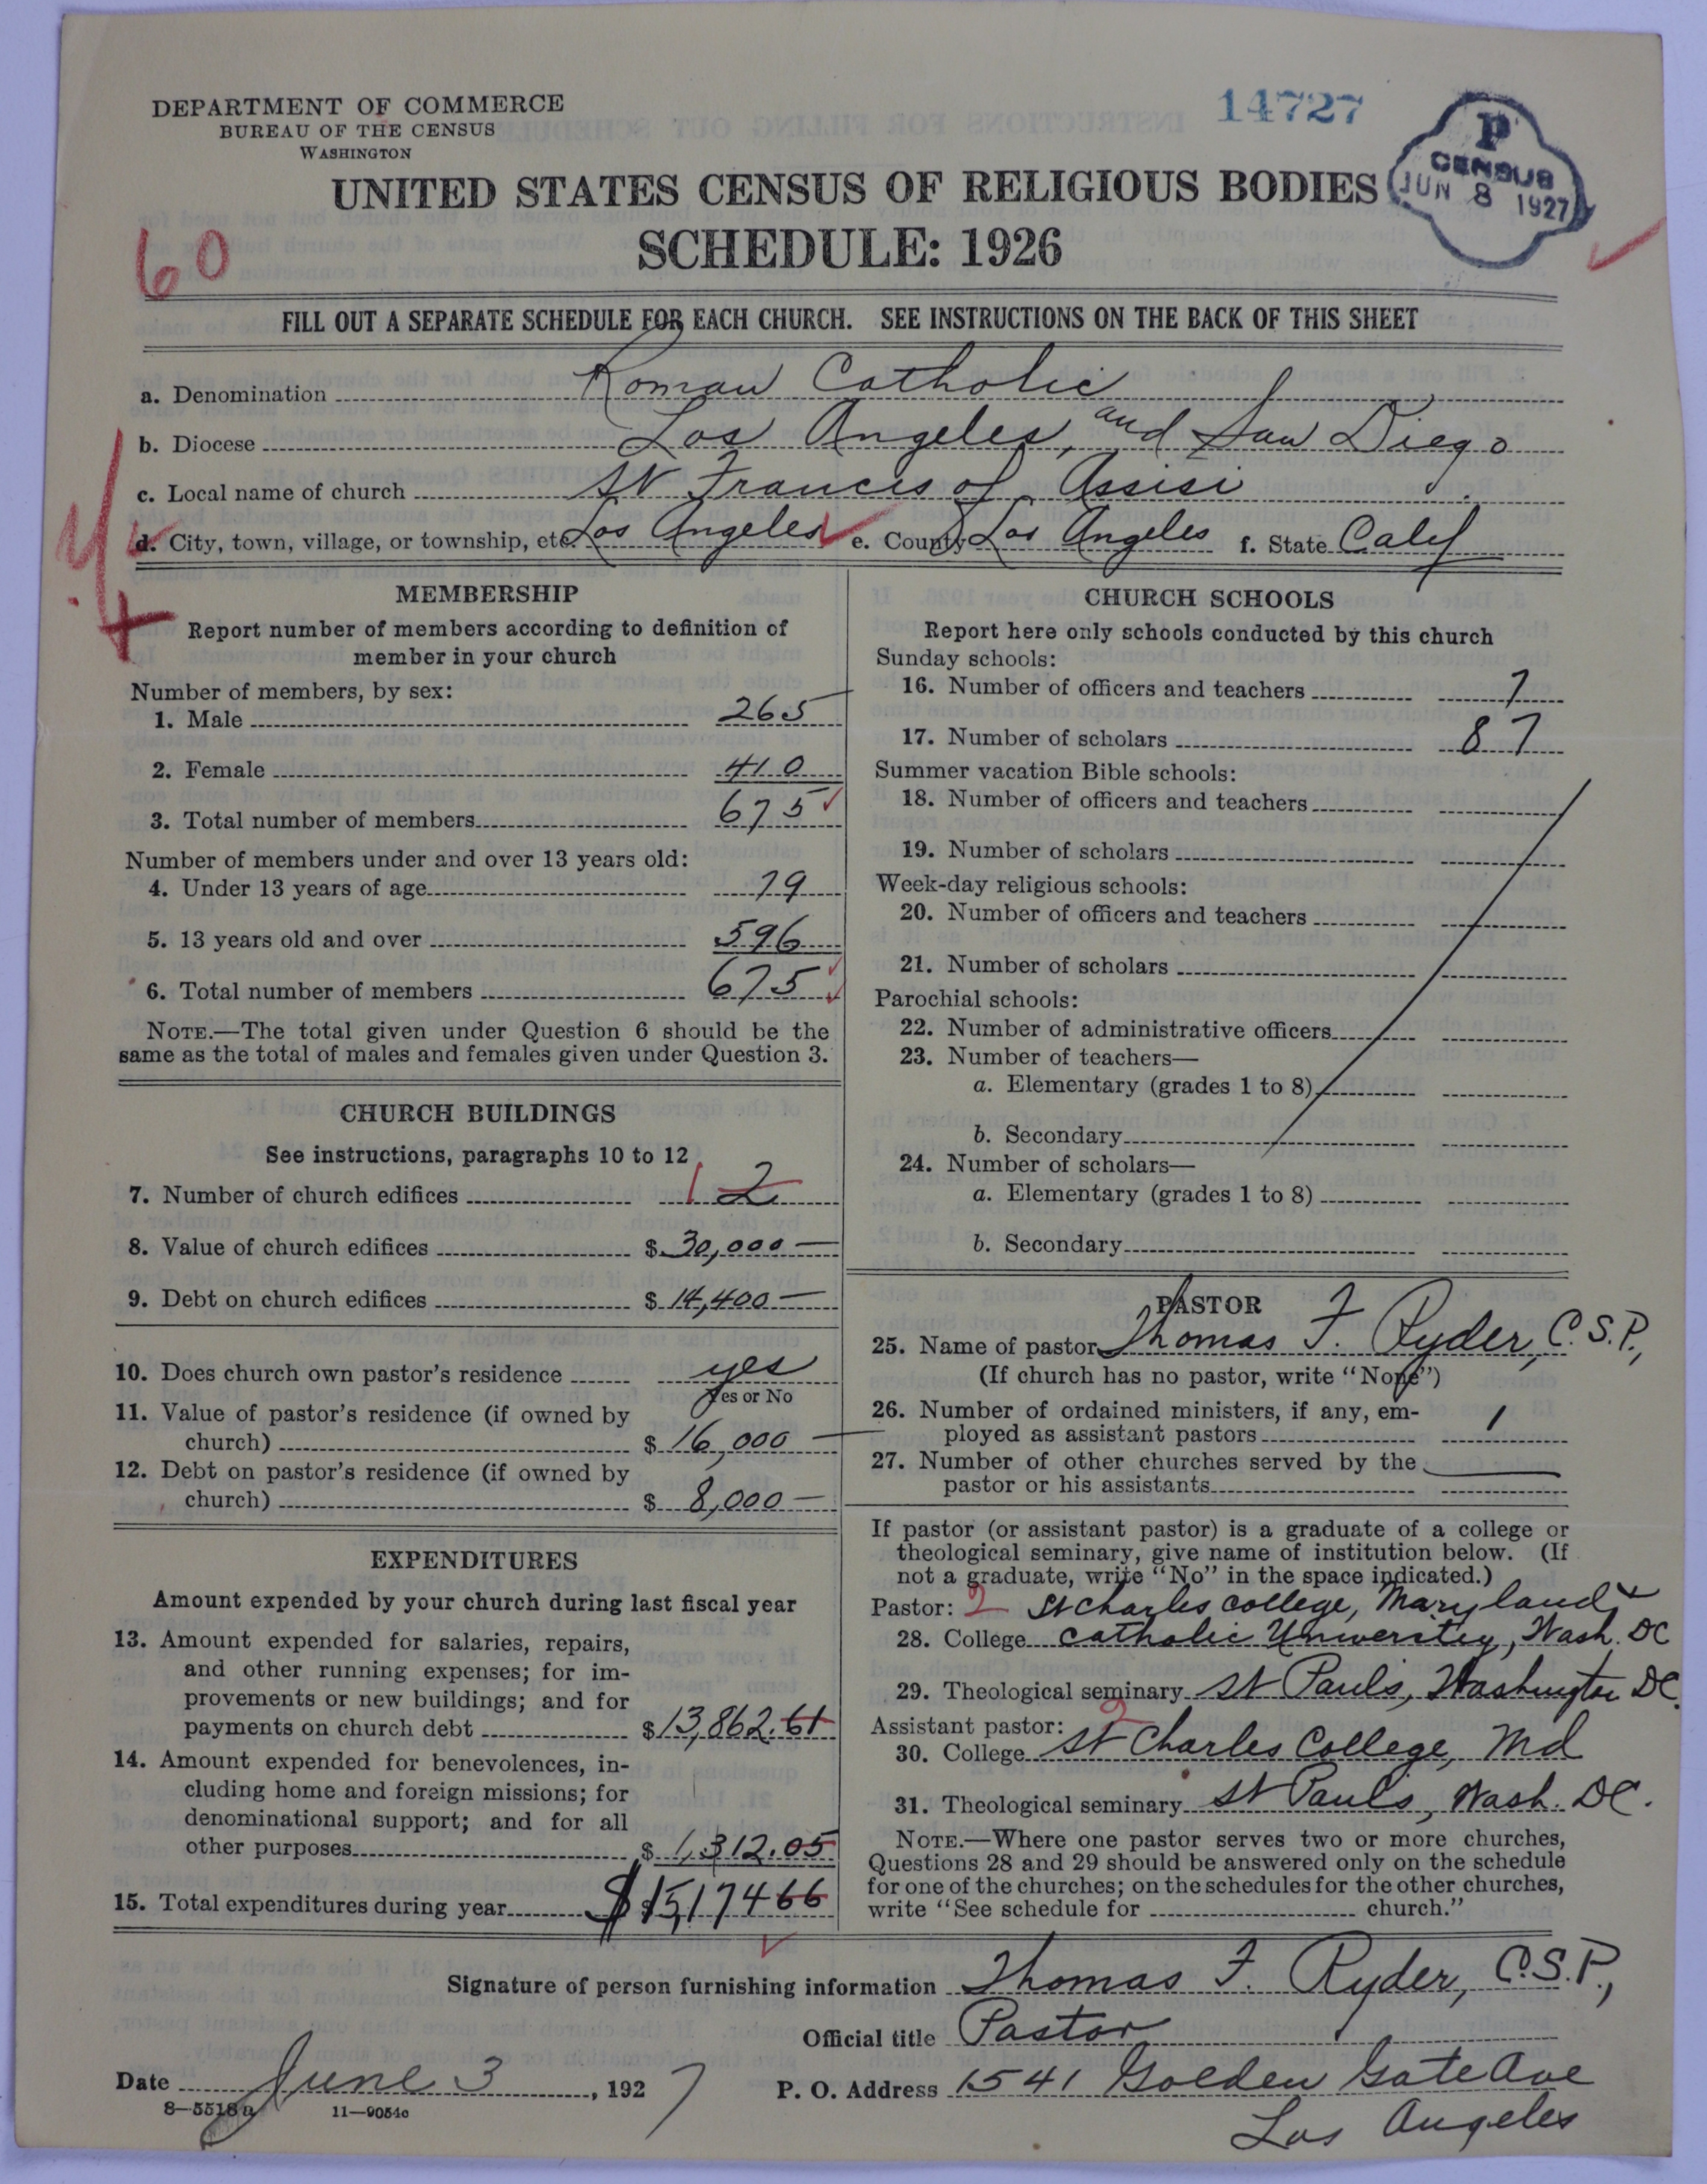 DEPARTMENT OF COMMERCE
BUREAU OF THE CENSUS
WASHINGTON
14727
P
CENSUS
JUN 8 1927
UNITED STATES CENSUS OF RELIGIOUS BODIES
SCHEDULE: 1926
60
FILL OUT A SEPARATE SCHEDULE FOR EACH CHURCH. SEE INSTRUCTIONS ON THE BACK OF THIS SHEET
a. Denomination Roman Catholic
b. Diocese Los Angeles, and San Diego
c. Local name of church St Francis of Assisi
d. City, town, village, or township, etc. Los Angeles e. County Los Angeles f. State Calif
MEMBERSHIP
Report number of members according to definition of
member in your church
Number of members, by sex:
1. Male 265
2. Female 410
3. Total number of members 675
Number of members under and over 13 years old:
4. Under 13 years of age 79
5. 13 years old and over 596
6. Total number of members 675
NOTE.—The total given under Question 6 should be the
same as the total of males and females given under Question 3.
CHURCH BUILDINGS
See instructions, paragraphs 10 to 12
7. Number of church edifices 1 2
8. Value of church edifices $ 30,000 —
9. Debt on church edifices $ 14,400 —
10. Does church own pastor's residence yes
Yes or No
11. Value of pastor's residence (if owned by
church) $ 16,000 —
12. Debt on pastor's residence (if owned by
church) $ 8,000 —
EXPENDITURES
Amount expended by your church during last fiscal year
13. Amount expended for salaries, repairs,
and other running expenses; for im-
provements or new buildings; and for
payments on church debt $ 13,862.61
14. Amount expended for benevolences, in-
cluding home and foreign missions; for
denominational support; and for all
other purposes $ 1,312.05
15. Total expenditures during year $ 15,174 66
CHURCH SCHOOLS
Report here only schools conducted by this church
Sunday schools:
16. Number of officers and teachers 7
17. Number of scholars 87
Summer vacation Bible schools:
18. Number of officers and teachers
19. Number of scholars
Week-day religious schools:
20. Number of officers and teachers
21. Number of scholars
Parochial schools:
22. Number of administrative officers
23. Number of teachers—
a. Elementary (grades 1 to 8)
b. Secondary
24. Number of scholars—
a. Elementary (grades 1 to 8)
b. Secondary
PASTOR
25. Name of pastor Thomas F. Ryder, C.S.P.,
(If church has no pastor, write "None")
26. Number of ordained ministers, if any, em-
ployed as assistant pastors 1
27. Number of other churches served by the
pastor or his assistants
If pastor (or assistant pastor) is a graduate of a college or
theological seminary, give name of institution below. (If
not a graduate, write "No" in the space indicated.)
Pastor: 2 St Charles College, Maryland &
28. College Catholic University, Wash. DC
29. Theological seminary St Pauls, Washington DC.
Assistant pastor: 2
30. College St Charles College, Md
31. Theological seminary St Pauls, Wash. DC.
NOTE.—Where one pastor serves two or more churches,
Questions 28 and 29 should be answered only on the schedule
for one of the churches; on the schedules for the other churches,
write "See schedule for church."
Signature of person furnishing information Thomas F. Ryder, C.S.P.,
Official title Pastor
Date June 3, 1927
P. O. Address 1541 Golden Gate Ave
Los Angeles
8—5518a 11—9054c